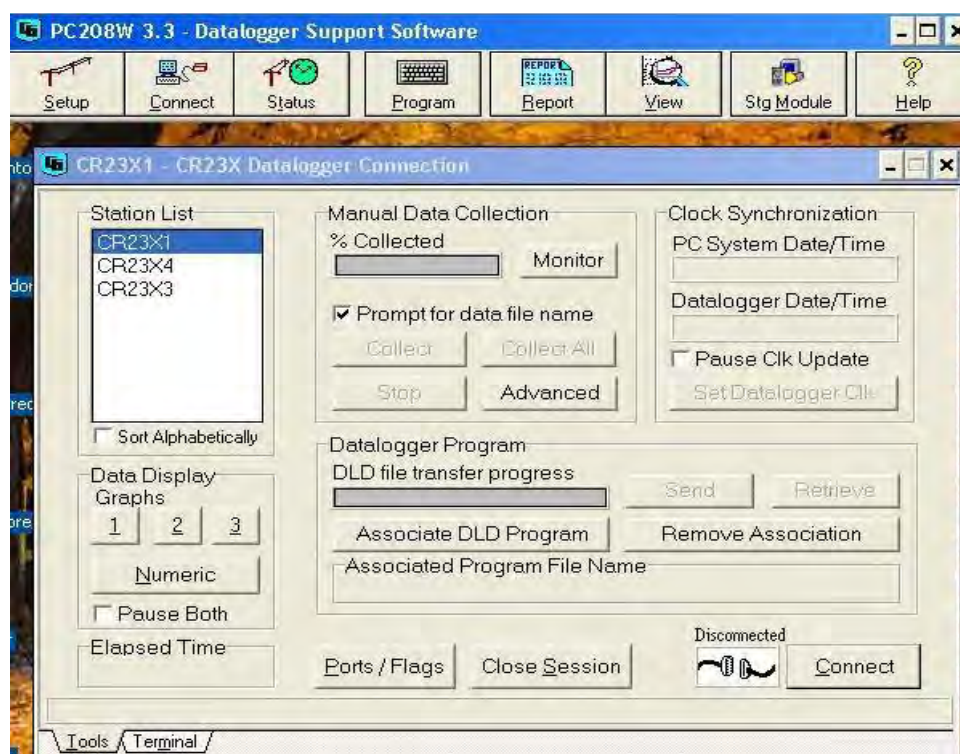 PC208W 3.3 - Datalogger Support Software
Setup
Connect
Status
Program
REPORT
Report
View
Stg Module
Help
CR23X1 - CR23X Datalogger Connection
Station List
CR23X1
CR23X4
CR23X3
Sort Alphabetically
Data Display
Graphs
1 2 3
Numeric
Pause Both
Elapsed Time
Manual Data Collection
% Collected
Monitor
Prompt for data file name
Collect
Collect All
Stop
Advanced
Clock Synchronization
PC System Date/Time
Datalogger Date/Time
Pause Clk Update
Set Datalogger Clk
Datalogger Program
DLD file transfer progress
Send
Retrieve
Associate DLD Program
Remove Association
Associated Program File Name
Ports / Flags
Close Session
Disconnected
Connect
Tools
Terminal